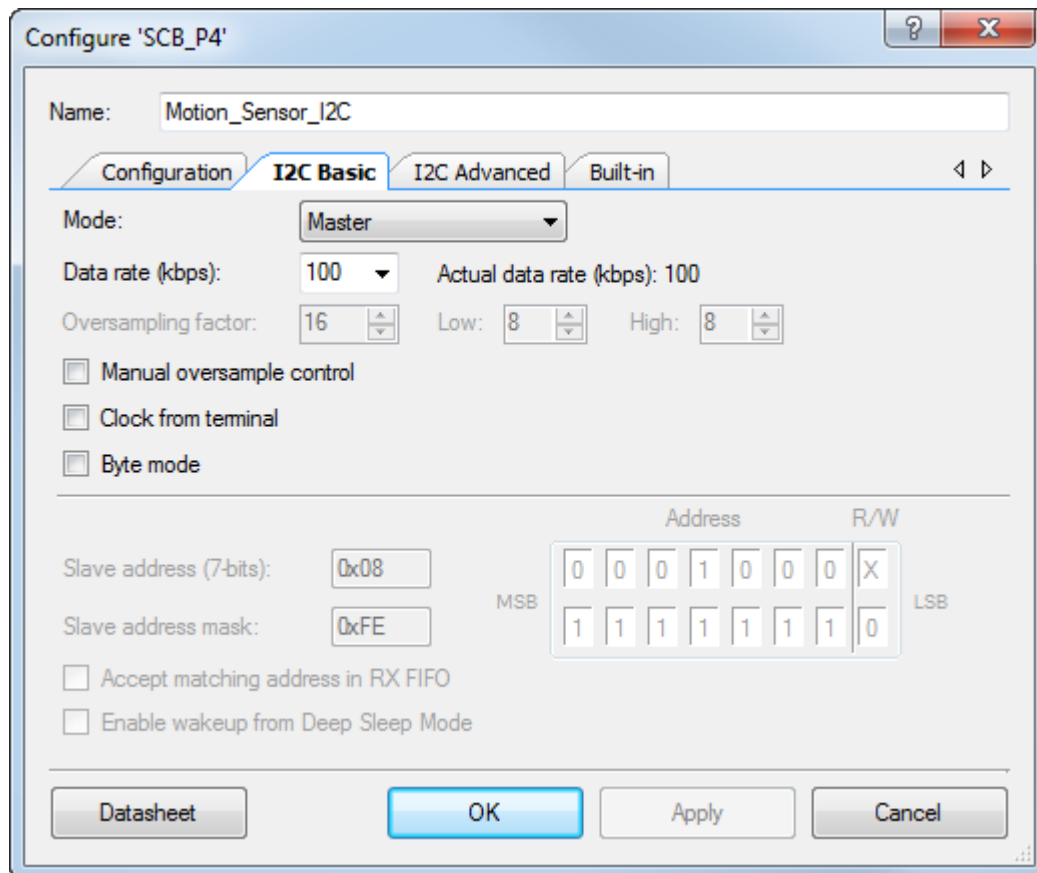 Configure 'SCB_P4'
Name: Motion_Sensor_I2C
Configuration I2C Basic I2C Advanced Built-in
Mode: Master
Data rate (kbps): 100 Actual data rate (kbps): 100
Oversampling factor: 16 Low: 8 High: 8
Manual oversample control
Clock from terminal
Byte mode
Address R/W
Slave address (7-bits): 0x08 0 0 0 1 0 0 0 X
MSB LSB
Slave address mask: 0xFE 1 1 1 1 1 1 1 0
Accept matching address in RX FIFO
Enable wakeup from Deep Sleep Mode
Datasheet OK Apply Cancel